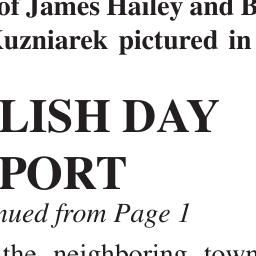 of James Hailey and B
Kuzniarek pictured in
LISH DAY
PORT
nued from Page 1
the neighboring town